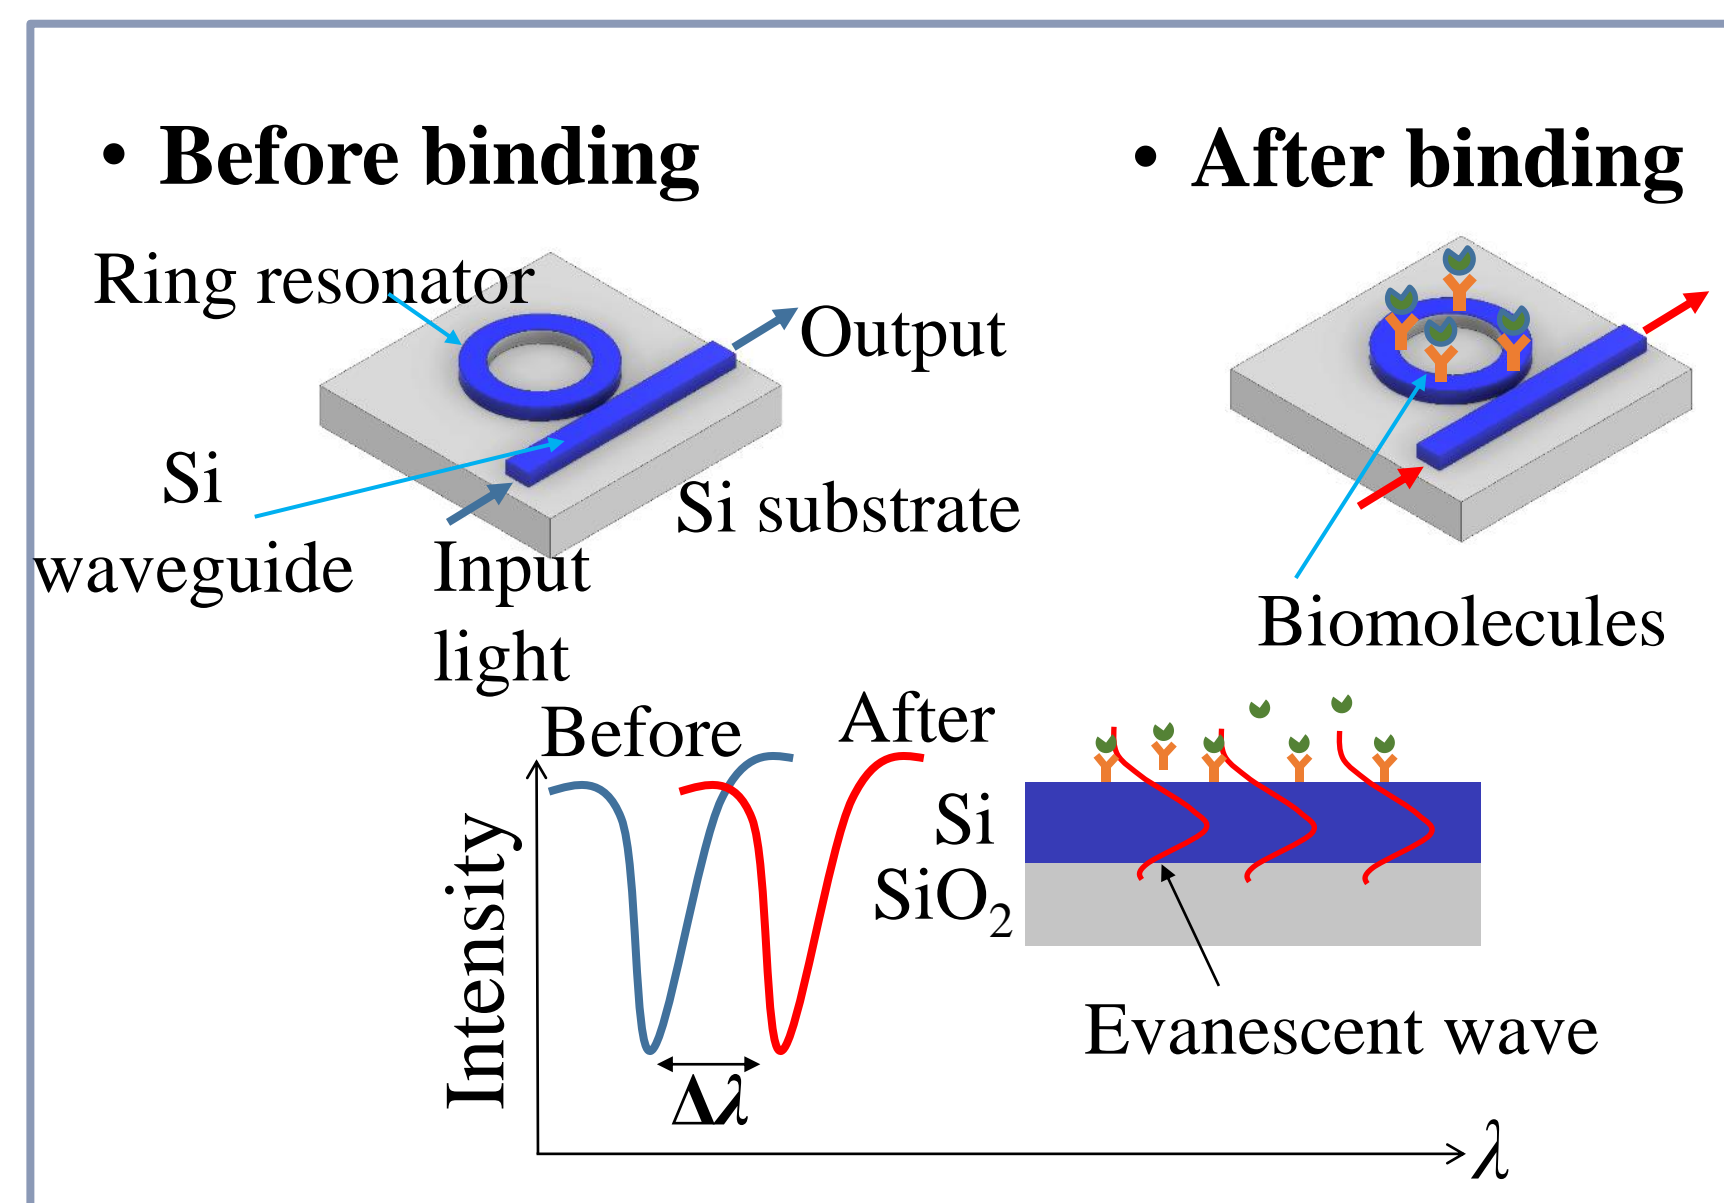 • Before binding
• After binding
Ring resonator
Output
Si
waveguide
Si substrate
Input
light
Biomolecules
Before
After
Intensity
Δλ
λ
Si
SiO₂
Evanescent wave